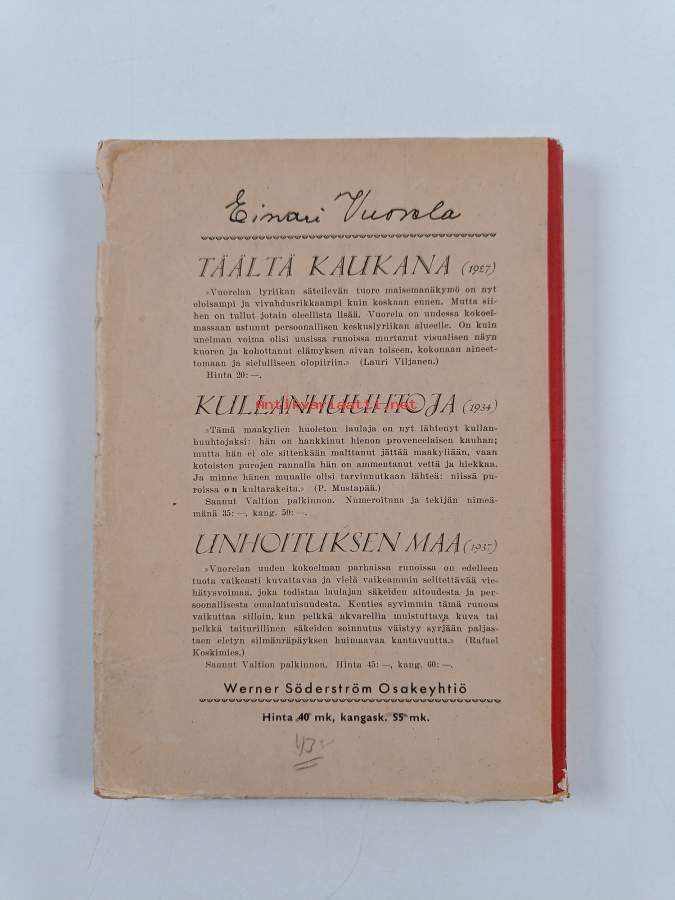 Einari Vuorela
TÄÄLTÄ KAUKANA (1927)
»Vuorelan lyriikan säteilevän tuore maisemanäkymö on nyt
eloisampi ja vivahdusrikkaampi kuin koskaan ennen. Mutta sii-
hen on tullut jotain oleellista lisää. Vuorela on uudessa kokoel-
massaan astunut persoonallisen keskuslyriikan alueelle. On kuin
unelman voima olisi uusissa runoissa murtanut visualisen näyn
kuoren ja kohottanut elämyksen aivan toiseen, kokonaan aineet-
tomaan ja sielulliseen olopiiriin.» (Lauri Viljanen.)
Hinta 20: —.
KULLANHUUHTOJA (1934)
Antikvariaatti.net
»Tämä maakylien huoleton laulaja on nyt lähtenyt kullan-
huuhtojaksi: hän on hankkinut hienon provencelaisen kauhan;
mutta hän ei ole sittenkään malttanut jättää maakyliään, vaan
kotoisten purojen rannalla hän on ammentanut vettä ja hiekkaa.
Ja minne hänen muualle olisi tarvinnutkaan lähteä: niissä pu-
roissa on kultarakeita.» (P. Mustapää.)
Saanut Valtion palkinnon. Numeroituna ja tekijän nimeä-
mänä 35: —, kang. 50: —.
UNHOITUKSEN MAA (1937)
»Vuorelan uuden kokoelman parhaissa runoissa on edelleen
tuota vaikeasti kuvattavaa ja vielä vaikeammin selitettävää vie-
hätysvoimaa, joka todistaa laulajan säkeiden aitoudesta ja per-
soonallisesta omalaatuisuudesta. Kenties syvimmin tämä runous
vaikuttaa silloin, kun pelkkä akvarellia muistuttava kuva tai
pelkkä taiturillinen säkeiden soinnutus väistyy syrjään paljas-
taen eletyn silmänräpäyksen huimaavaa kantavuutta.» (Rafael
Koskimies.)
Saanut Valtion palkinnon. Hinta 45: —, kang. 60: —.
Werner Söderström Osakeyhtiö
Hinta 40 mk, kangask. 55 mk.